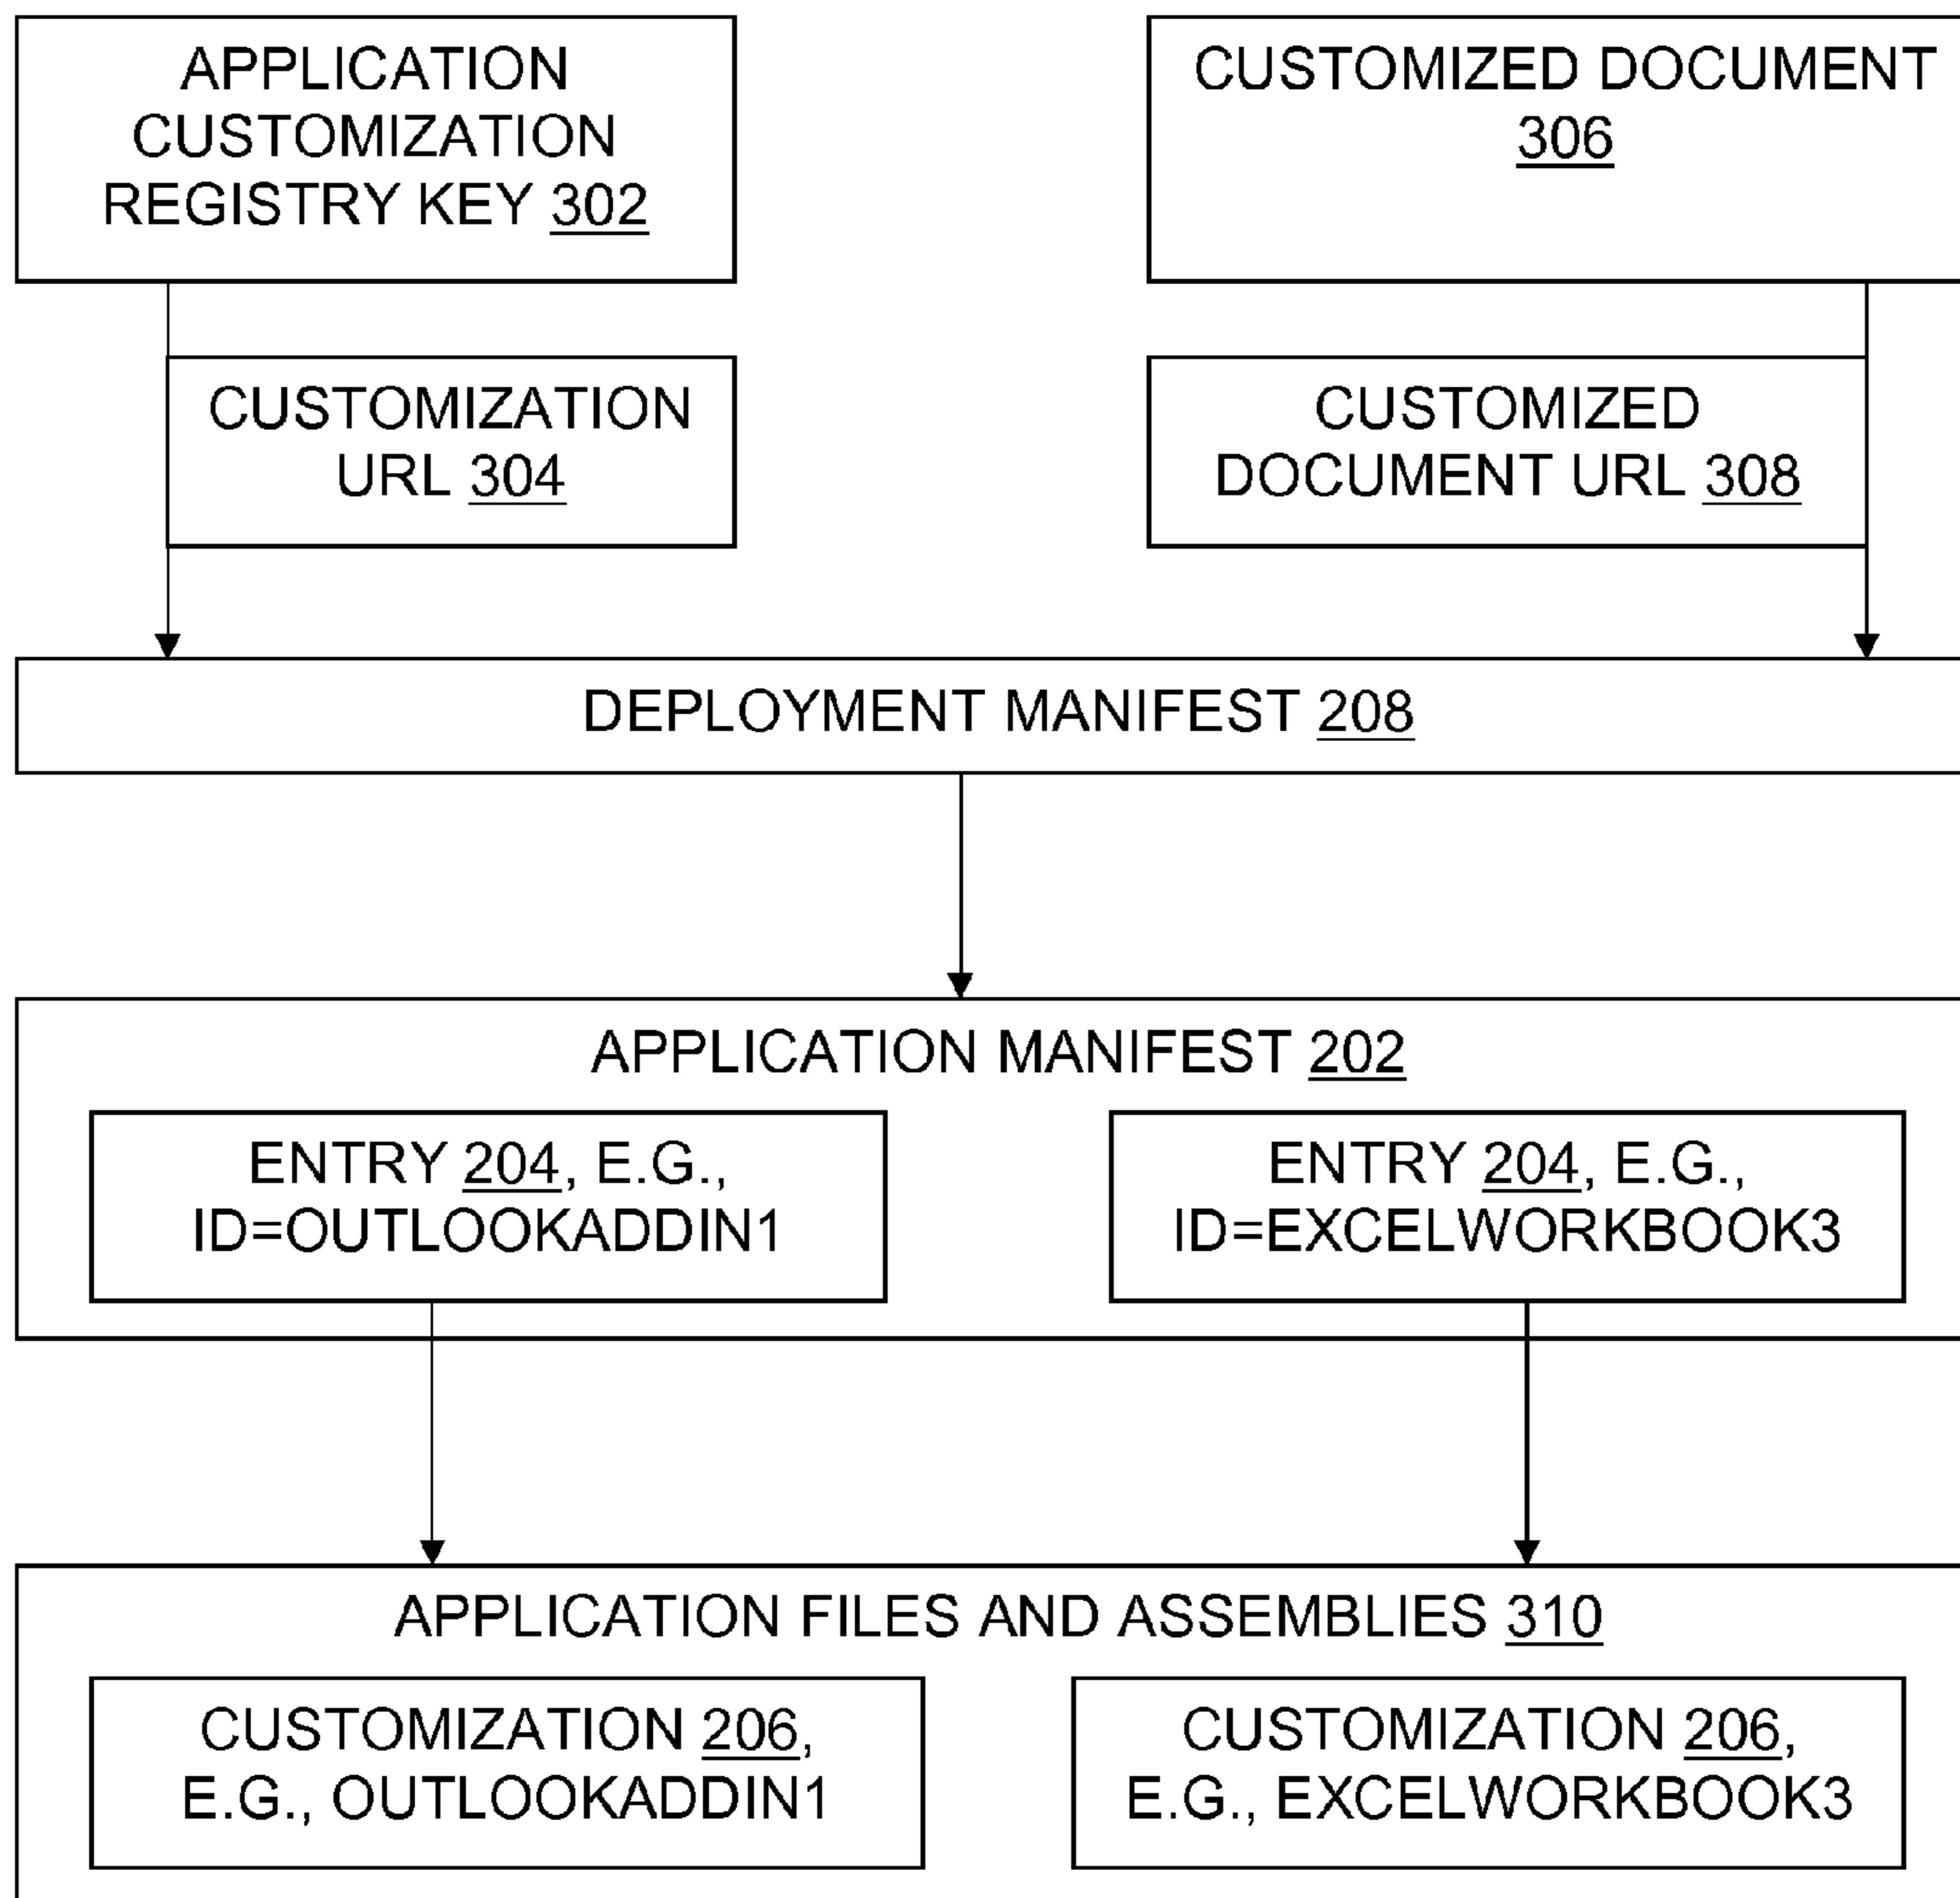 APPLICATION
CUSTOMIZATION
REGISTRY KEY 302
CUSTOMIZED DOCUMENT
306
CUSTOMIZATION
URL 304
CUSTOMIZED
DOCUMENT URL 308
DEPLOYMENT MANIFEST 208
APPLICATION MANIFEST 202
ENTRY 204, E.G.,
ID=OUTLOOKADDIN1
ENTRY 204, E.G.,
ID=EXCELWORKBOOK3
APPLICATION FILES AND ASSEMBLIES 310
CUSTOMIZATION 206,
E.G., OUTLOOKADDIN1
CUSTOMIZATION 206,
E.G., EXCELWORKBOOK3